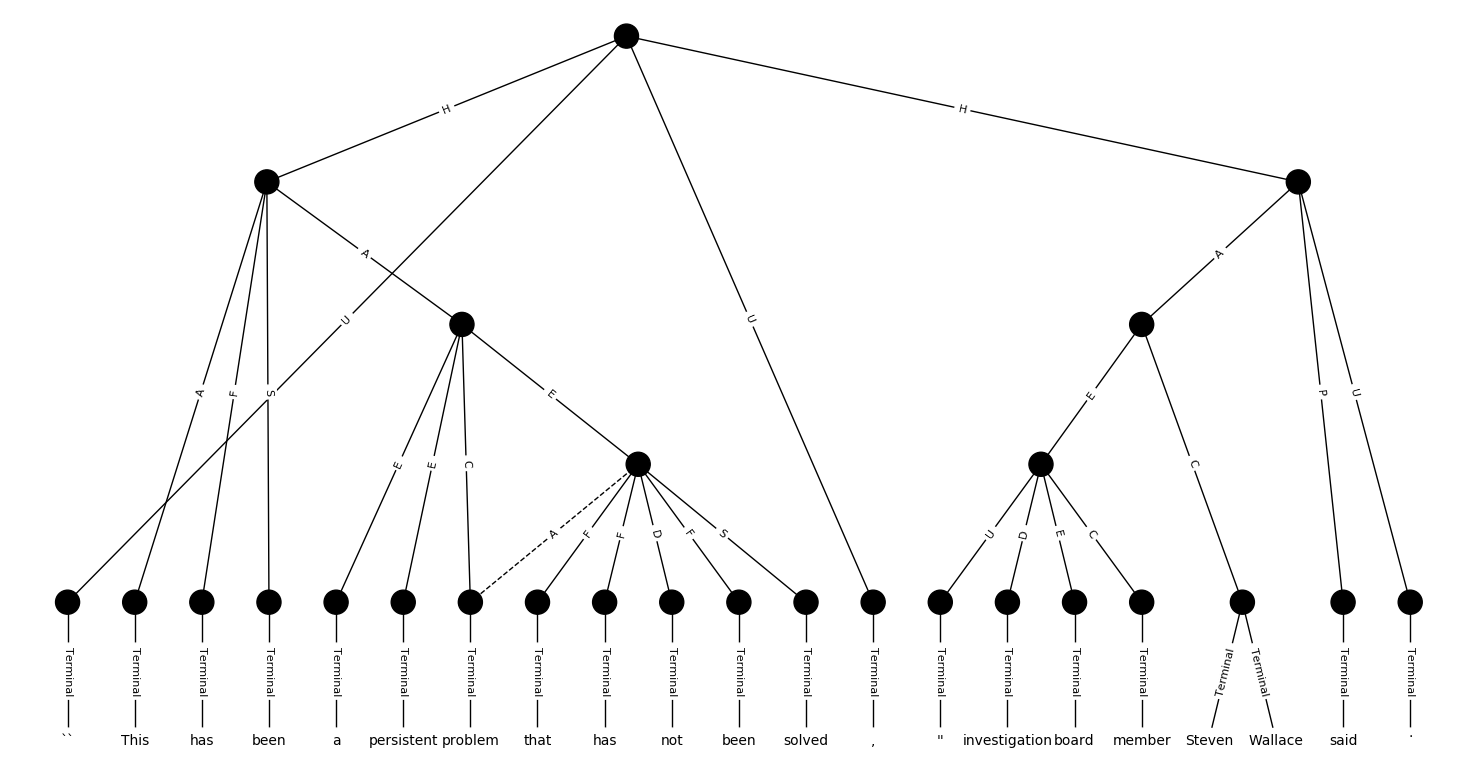 H H
A A
U U
A F S E E P U
E E C C
A F F D F S U D E C
Terminal Terminal Terminal Terminal Terminal Terminal Terminal Terminal Terminal Terminal Terminal Terminal Terminal Terminal Terminal Terminal Terminal Terminal Terminal Terminal Terminal
`` This has been a persistent problem that has not been solved , " investigation board member Steven Wallace said .